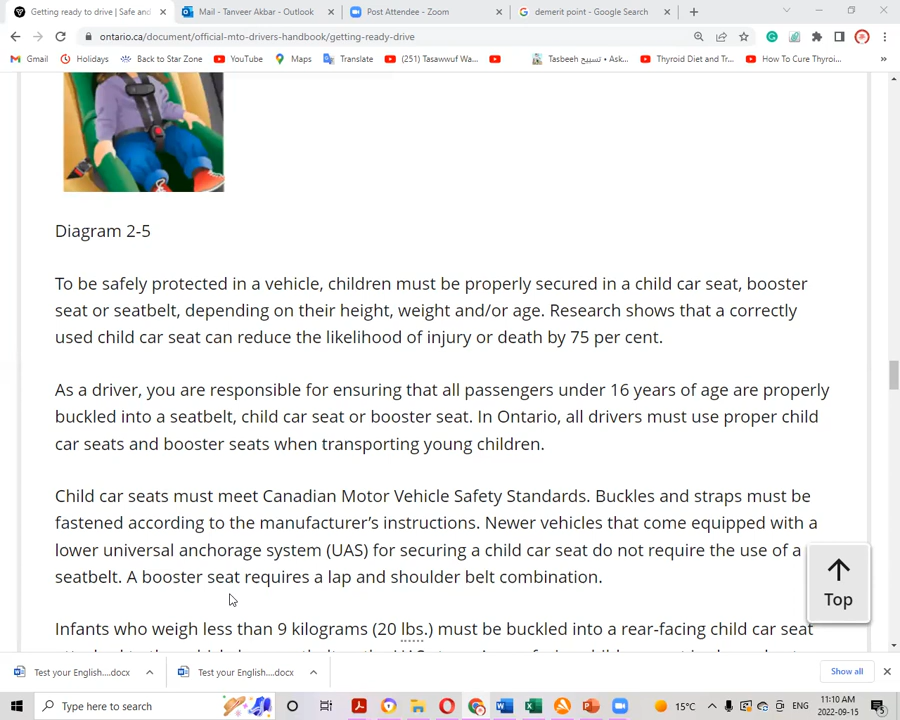 Getting ready to drive | Safe and
Mail - Tanveer Akbar - Outlook
Post Attendee - Zoom
demerit point - Google Search
ontario.ca/document/official-mto-drivers-handbook/getting-ready-drive
Gmail Holidays Back to Star Zone YouTube Maps Translate (251) Tasawwuf Wa... Tasbeeh تسبيح • Ask... Thyroid Diet and Tr... How To Cure Thyroi...
Diagram 2-5
To be safely protected in a vehicle, children must be properly secured in a child car seat, booster
seat or seatbelt, depending on their height, weight and/or age. Research shows that a correctly
used child car seat can reduce the likelihood of injury or death by 75 per cent.
As a driver, you are responsible for ensuring that all passengers under 16 years of age are properly
buckled into a seatbelt, child car seat or booster seat. In Ontario, all drivers must use proper child
car seats and booster seats when transporting young children.
Child car seats must meet Canadian Motor Vehicle Safety Standards. Buckles and straps must be
fastened according to the manufacturer's instructions. Newer vehicles that come equipped with a
lower universal anchorage system (UAS) for securing a child car seat do not require the use of a
seatbelt. A booster seat requires a lap and shoulder belt combination.
Top
Infants who weigh less than 9 kilograms (20 lbs.) must be buckled into a rear-facing child car seat
Test your English....docx
Test your English....docx
Show all
Type here to search
15°C
11:10 AM
2022-09-15